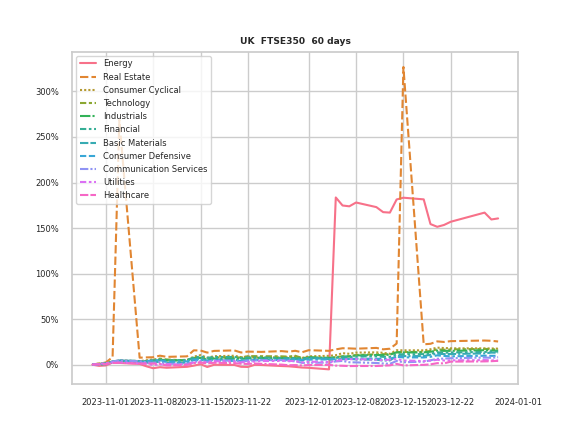 UK FTSE350 60 days
Energy
Real Estate
Consumer Cyclical
Technology
Industrials
Financial
Basic Materials
Consumer Defensive
Communication Services
Utilities
Healthcare
300%
250%
200%
150%
100%
50%
0%
2023-11-01 2023-11-08 2023-11-15 2023-11-22 2023-12-01 2023-12-08 2023-12-15 2023-12-22 2024-01-01